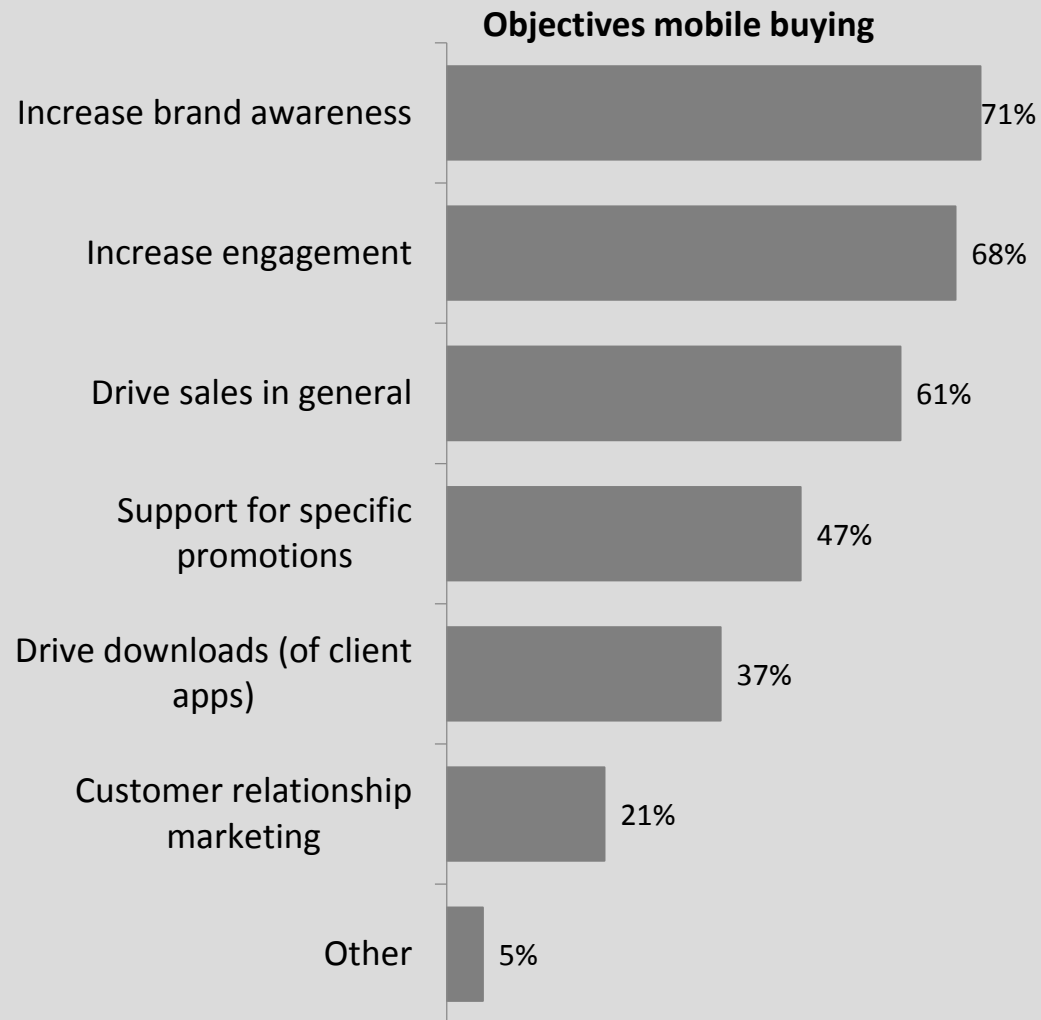 Objectives mobile buying
Increase brand awareness
71%
Increase engagement
68%
Drive sales in general
61%
Support for specific
promotions
47%
Drive downloads (of client
apps)
37%
Customer relationship
marketing
21%
Other
5%